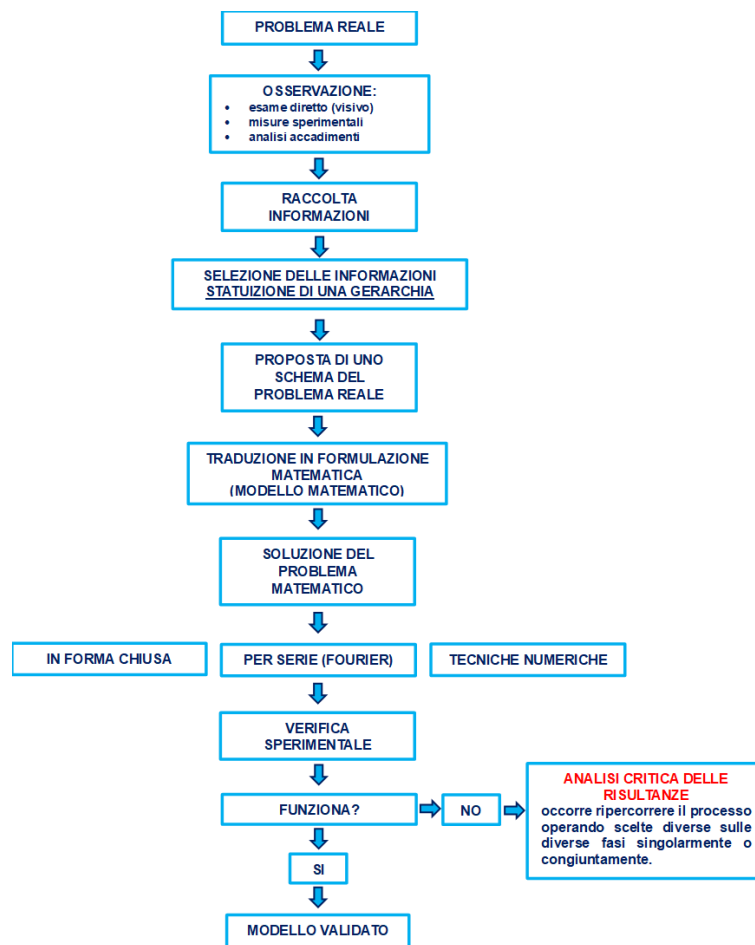 PROBLEMA REALE
OSSERVAZIONE:
• esame diretto (visivo)
• misure sperimentali
• analisi accadimenti
RACCOLTA
INFORMAZIONI
SELEZIONE DELLE INFORMAZIONI
STATUIZIONE DI UNA GERARCHIA
PROPOSTA DI UNO
SCHEMA DEL
PROBLEMA REALE
TRADUZIONE IN FORMULAZIONE
MATEMATICA
(MODELLO MATEMATICO)
SOLUZIONE DEL
PROBLEMA
MATEMATICO
IN FORMA CHIUSA
PER SERIE (FOURIER)
TECNICHE NUMERICHE
VERIFICA
SPERIMENTALE
FUNZIONA?
NO
ANALISI CRITICA DELLE
RISULTANZE
occorre ripercorrere il processo
operando scelte diverse sulle
diverse fasi singolarmente o
congiuntamente.
SI
MODELLO VALIDATO